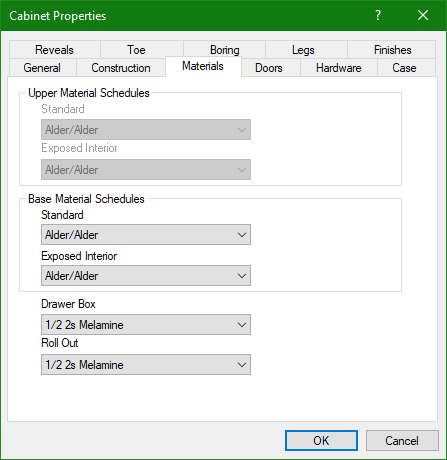 Cabinet Properties ?
Reveals Toe Boring Legs Finishes
General Construction Materials Doors Hardware Case
Upper Material Schedules
Standard
Alder/Alder
Exposed Interior
Alder/Alder
Base Material Schedules
Standard
Alder/Alder
Exposed Interior
Alder/Alder
Drawer Box
1/2 2s Melamine
Roll Out
1/2 2s Melamine
OK Cancel